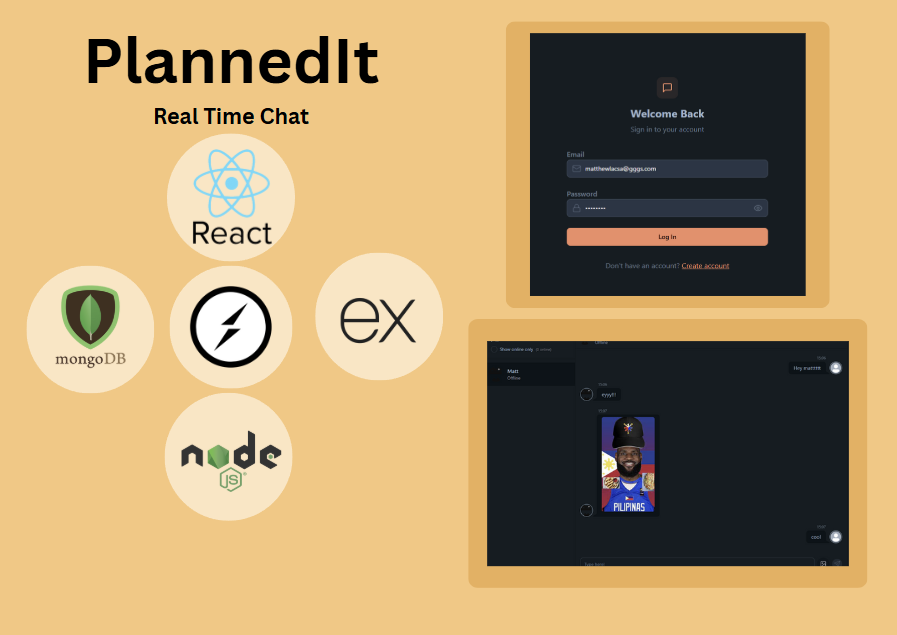 PlannedIt
Real Time Chat
React
mongoDB
ex
node
JS
Welcome Back
Sign in to your account
Email
matthewlacsa@gggs.com
Password
Log In
Don't have an account? Create account
Show online only
Matt
Offline
Offline
Hey mattttt
eyyy!!
PILIPINAS
cool